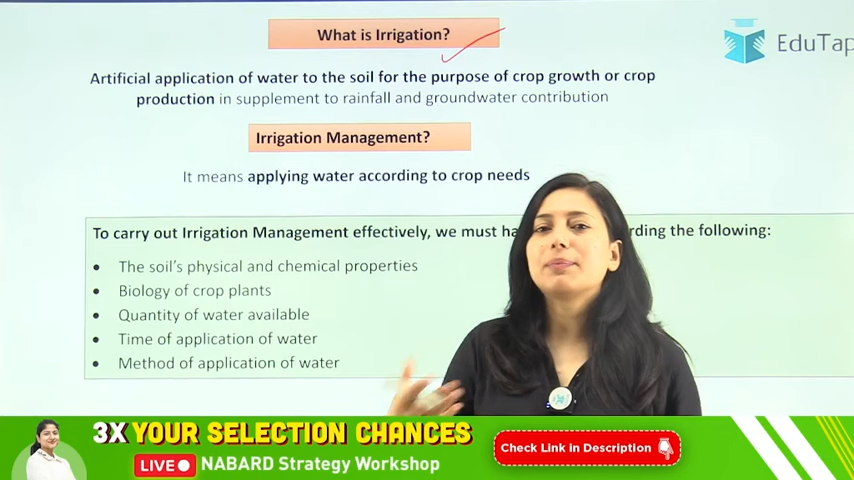 What is Irrigation?
EduTap
Artificial application of water to the soil for the purpose of crop growth or crop
production in supplement to rainfall and groundwater contribution
Irrigation Management?
It means applying water according to crop needs
To carry out Irrigation Management effectively, we must ha rding the following:
• The soil's physical and chemical properties
• Biology of crop plants
• Quantity of water available
• Time of application of water
• Method of application of water
3X YOUR SELECTION CHANCES
LIVE NABARD Strategy Workshop
Check Link in Description